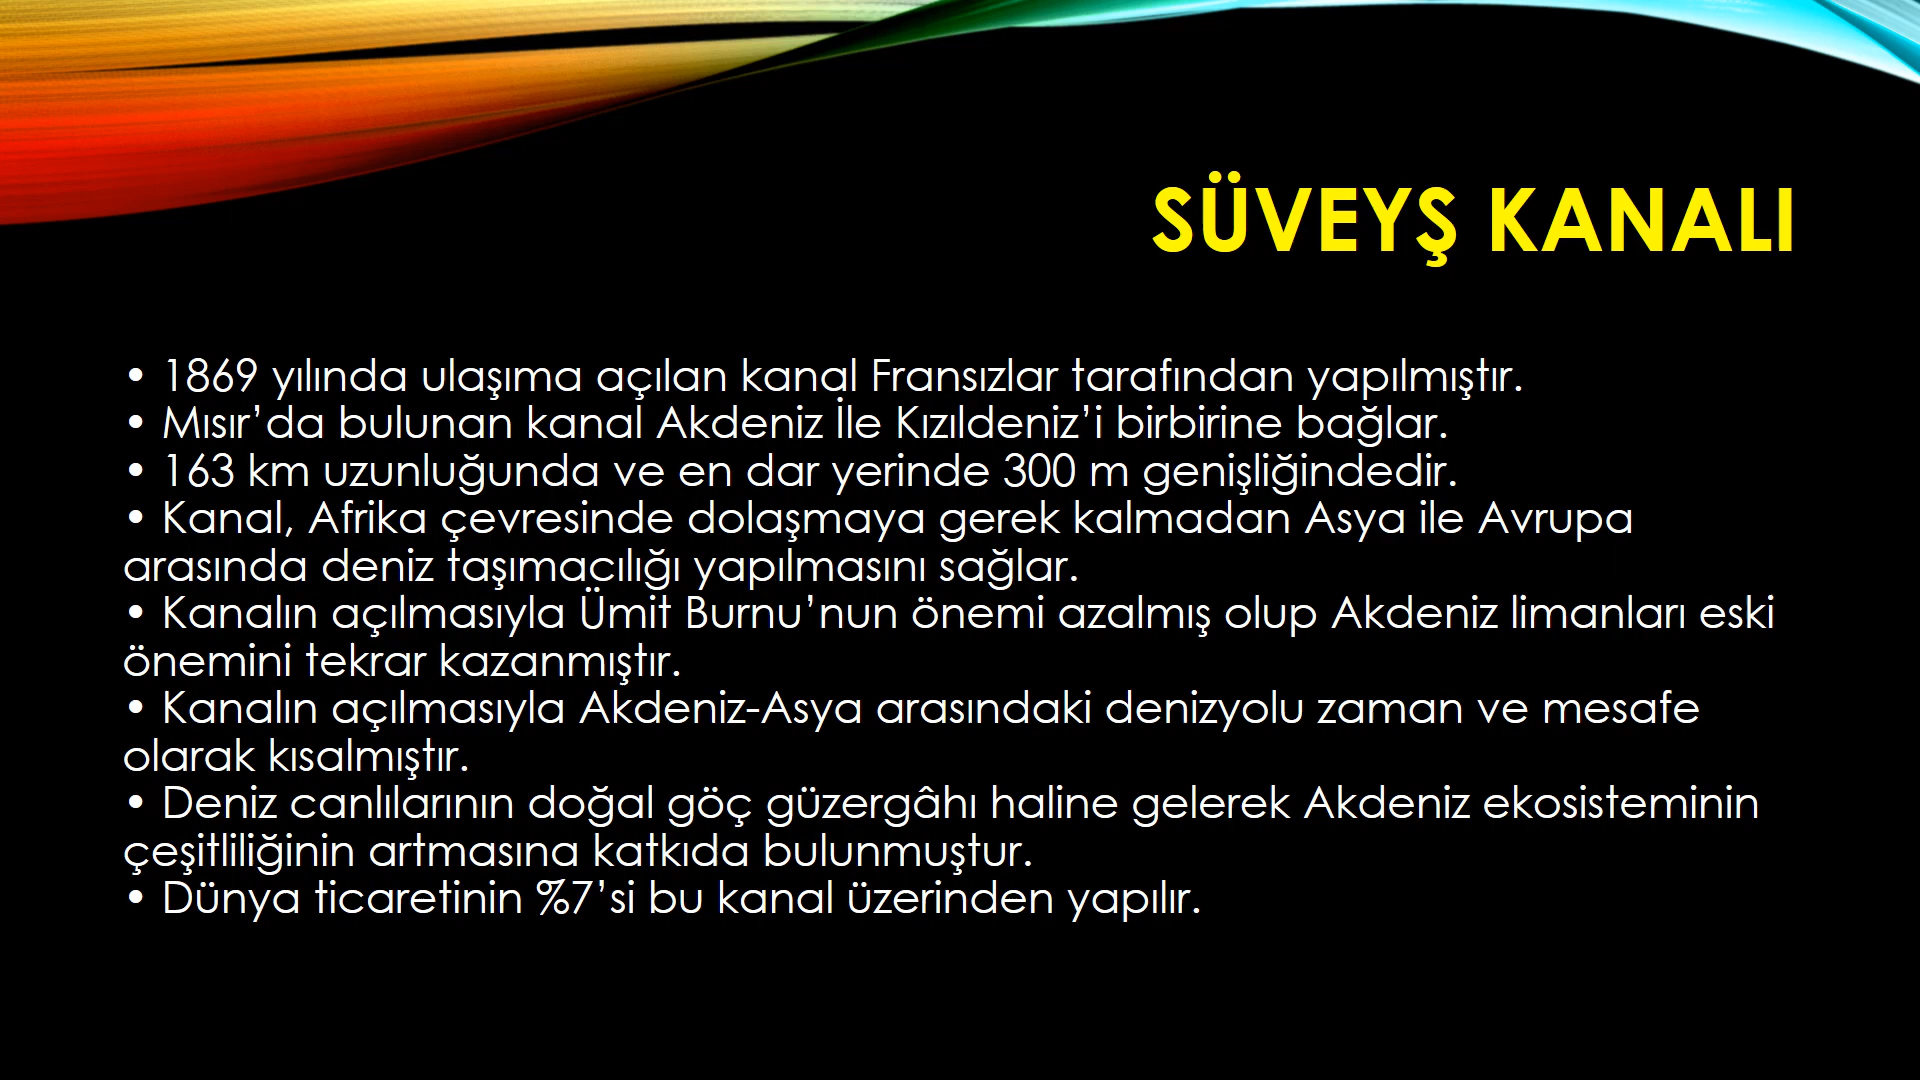 SÜVEYŞ KANALI
• 1869 yılında ulaşıma açılan kanal Fransızlar tarafından yapılmıştır.
• Mısır’da bulunan kanal Akdeniz İle Kızıldeniz’i birbirine bağlar.
• 163 km uzunluğunda ve en dar yerinde 300 m genişliğindedir.
• Kanal, Afrika çevresinde dolaşmaya gerek kalmadan Asya ile Avrupa
arasında deniz taşımacılığı yapılmasını sağlar.
• Kanalın açılmasıyla Ümit Burnu’nun önemi azalmış olup Akdeniz limanları eski
önemini tekrar kazanmıştır.
• Kanalın açılmasıyla Akdeniz-Asya arasındaki denizyolu zaman ve mesafe
olarak kısalmıştır.
• Deniz canlılarının doğal göç güzergâhı haline gelerek Akdeniz ekosisteminin
çeşitliliğinin artmasına katkıda bulunmuştur.
• Dünya ticaretinin %7’si bu kanal üzerinden yapılır.